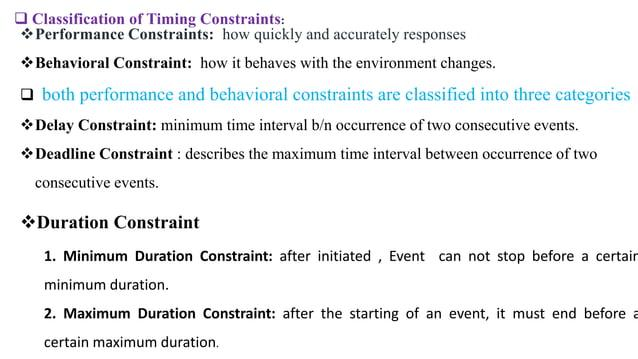 ❑ Classification of Timing Constraints:
❖Performance Constraints: how quickly and accurately responses
❖Behavioral Constraint: how it behaves with the environment changes.
❑ both performance and behavioral constraints are classified into three categories
❖Delay Constraint: minimum time interval b/n occurrence of two consecutive events.
❖Deadline Constraint : describes the maximum time interval between occurrence of two
consecutive events.
❖Duration Constraint
1. Minimum Duration Constraint: after initiated , Event can not stop before a certain
minimum duration.
2. Maximum Duration Constraint: after the starting of an event, it must end before a
certain maximum duration.